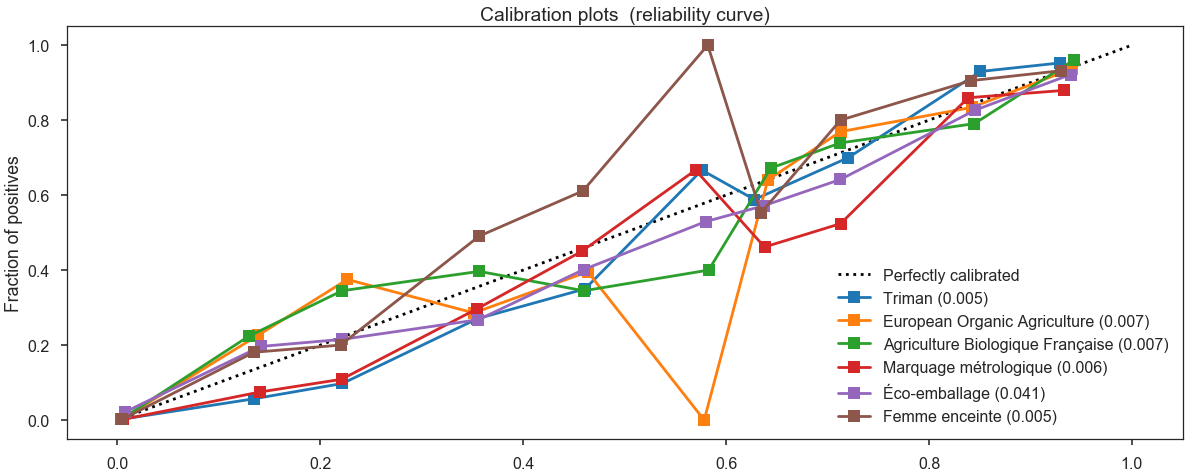 Calibration plots (reliability curve)
Fraction of positives
1.0
0.8
0.6
0.4
0.2
0.0
0.0 0.2 0.4 0.6 0.8 1.0
Perfectly calibrated
Triman (0.005)
European Organic Agriculture (0.007)
Agriculture Biologique Française (0.007)
Marquage métrologique (0.006)
Éco-emballage (0.041)
Femme enceinte (0.005)